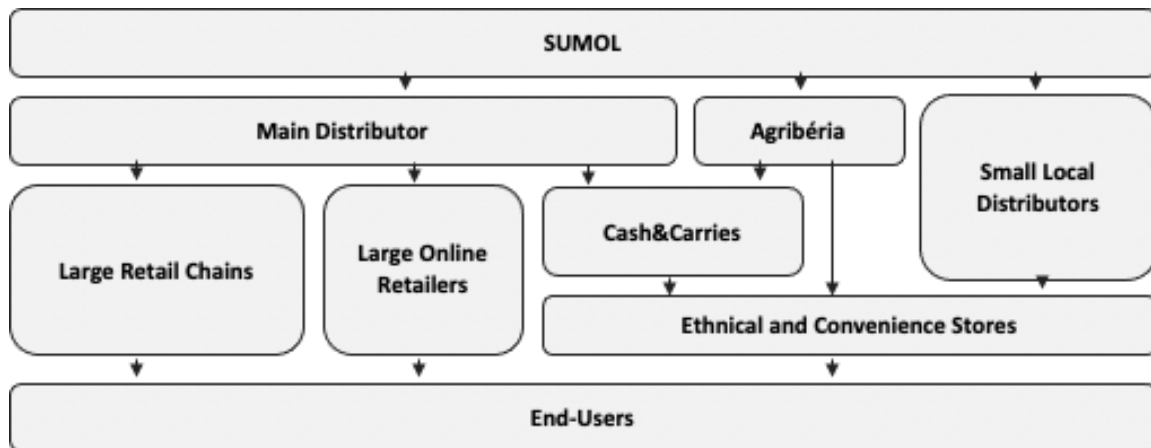 SUMOL
Main Distributor
Agribéria
Small Local
Distributors
Cash&Carries
Large Retail Chains
Large Online
Retailers
Ethnical and Convenience Stores
End-Users